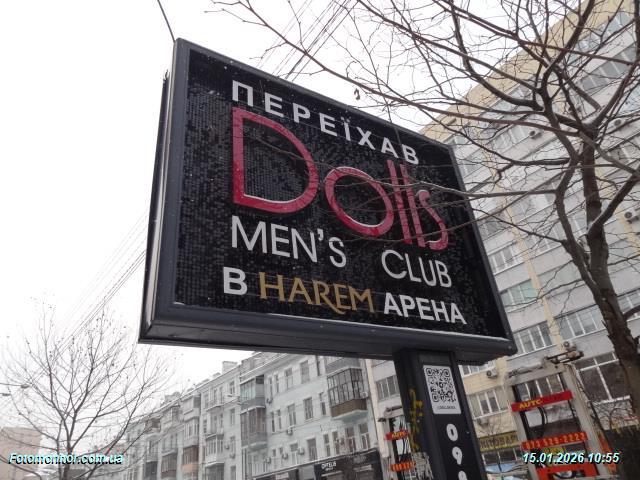 ПЕРЕЇХАВ
Dolls
MEN'S CLUB
В HAREM АРЕНА
Fotomonhor.com.ua
15.01.2026 10:55